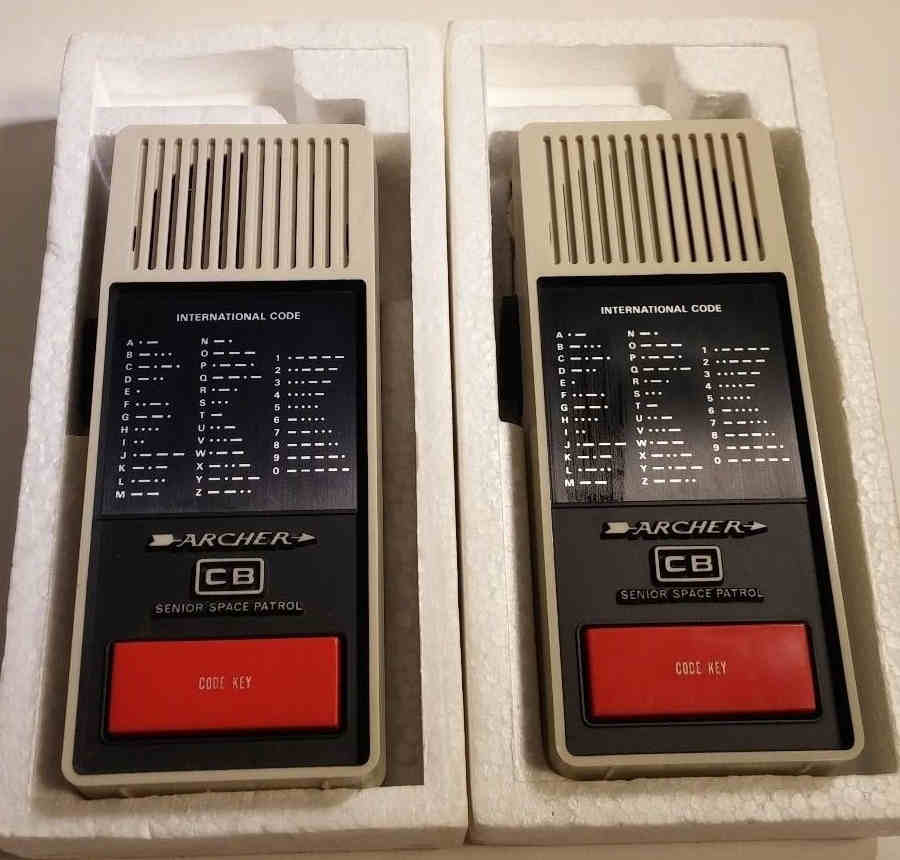 INTERNATIONAL CODE
A ·—
B —···
C —·—·
D —··
E ·
F ··—·
G ——·
H ····
I ··
J ·———
K —·—
L ·—··
M ——
N —·
O ———
P ·——·
Q ——·—
R ·—·
S ···
T —
U ··—
V ···—
W ·——
X —··—
Y —·——
Z ——··
1 ·————
2 ··———
3 ···——
4 ····—
5 ·····
6 —····
7 ——···
8 ———··
9 ————·
0 —————
ARCHER
CB
SENIOR SPACE PATROL
CODE KEY
INTERNATIONAL CODE
A ·—
B —···
C —·—·
D —··
E ·
F ··—·
G ——·
H ····
I ··
J ·———
K —·—
L ·—··
M ——
N —·
O ———
P ·——·
Q ——·—
R ·—·
S ···
T —
U ··—
V ···—
W ·——
X —··—
Y —·——
Z ——··
1 ·————
2 ··———
3 ···——
4 ····—
5 ·····
6 —····
7 ——···
8 ———··
9 ————·
0 —————
ARCHER
CB
SENIOR SPACE PATROL
CODE KEY